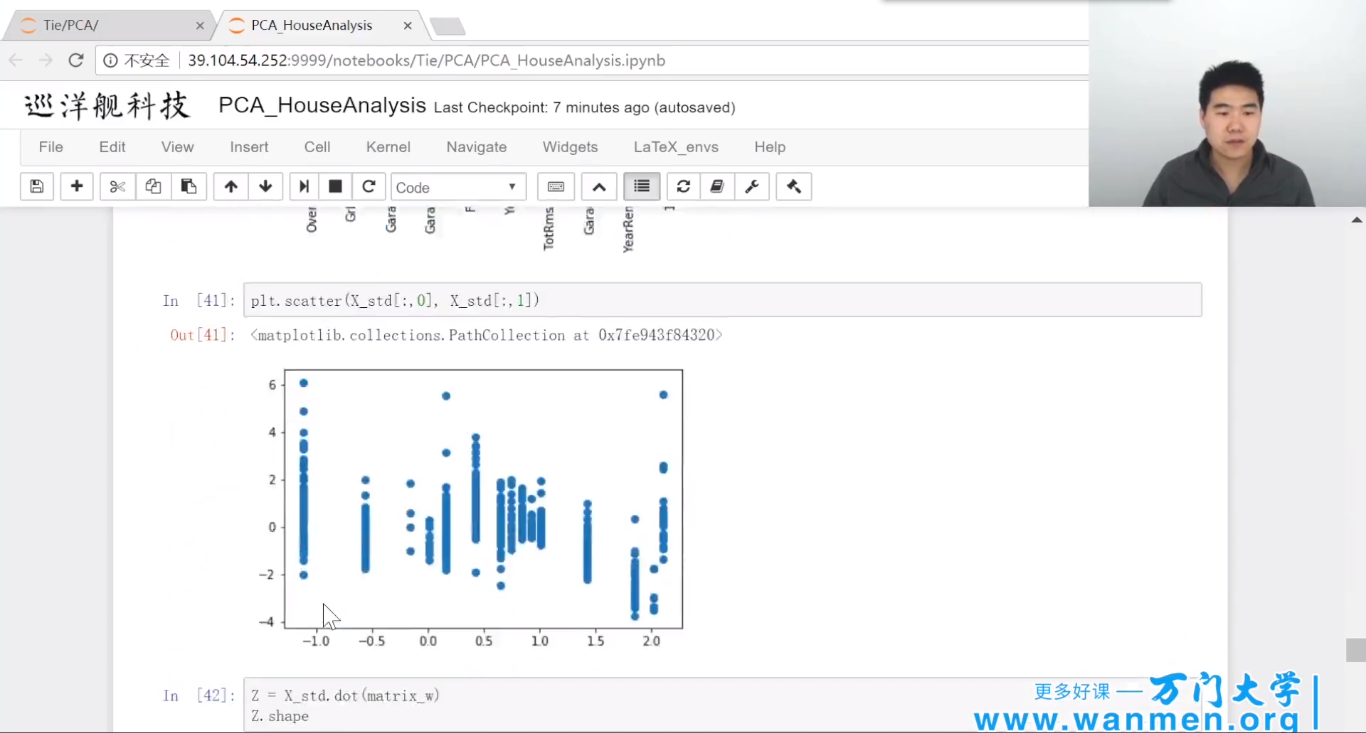 Tie/PCA/
PCA_HouseAnalysis
不安全
39.104.54.252:9999/notebooks/Tie/PCA/PCA_HouseAnalysis.ipynb
巡洋舰科技
PCA_HouseAnalysis Last Checkpoint: 7 minutes ago (autosaved)
File Edit View Insert Cell Kernel Navigate Widgets LaTeX_envs Help
Code
Over
Grl
Gara
Gara
F
Y
TotRms
Gara
YearRem
In [41]: plt.scatter(X_std[:,0], X_std[:,1])
Out[41]: <matplotlib.collections.PathCollection at 0x7fe943f84320>
6
4
2
0
−2
−4
−1.0 −0.5 0.0 0.5 1.0 1.5 2.0
In [42]: Z = X_std.dot(matrix_w)
Z.shape
更多好课 — 万门大学
www.wanmen.org